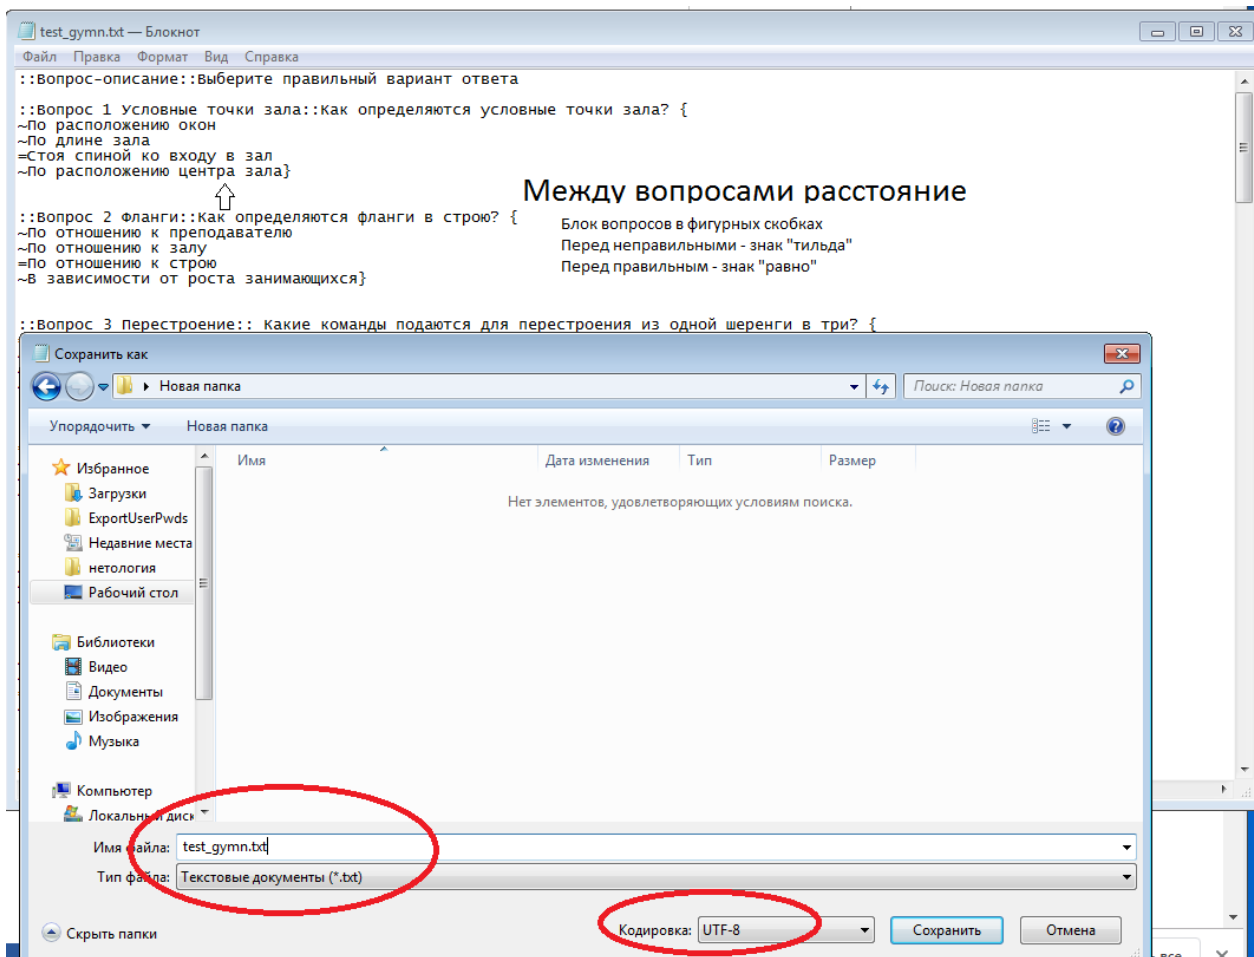 test_gymn.txt — Блокнот
Файл Правка Формат Вид Справка
::Вопрос-описание::Выберите правильный вариант ответа
::Вопрос 1 Условные точки зала::Как определяются условные точки зала? {
~По расположению окон
~По длине зала
=Стоя спиной ко входу в зал
~По расположению центра зала}
Между вопросами расстояние
::Вопрос 2 Фланги::Как определяются фланги в строю? {
Блок вопросов в фигурных скобках
~По отношению к преподавателю
~По отношению к залу
Перед неправильными - знак "тильда"
=По отношению к строю
Перед правильным - знак "равно"
~В зависимости от роста занимающихся}
::Вопрос 3 Перестроение:: Какие команды подаются для перестроения из одной шеренги в три? {
Сохранить как
Новая папка
Поиск: Новая папка
Упорядочить Новая папка
Имя Дата изменения Тип Размер
Нет элементов, удовлетворяющих условиям поиска.
Избранное
Загрузки
ExportUserPwds
Недавние места
нетология
Рабочий стол
Библиотеки
Видео
Документы
Изображения
Музыка
Компьютер
Локальный диск
Имя файла: test_gymn.txt
Тип файла: Текстовые документы (*.txt)
Скрыть папки
Кодировка: UTF-8
Сохранить
Отмена